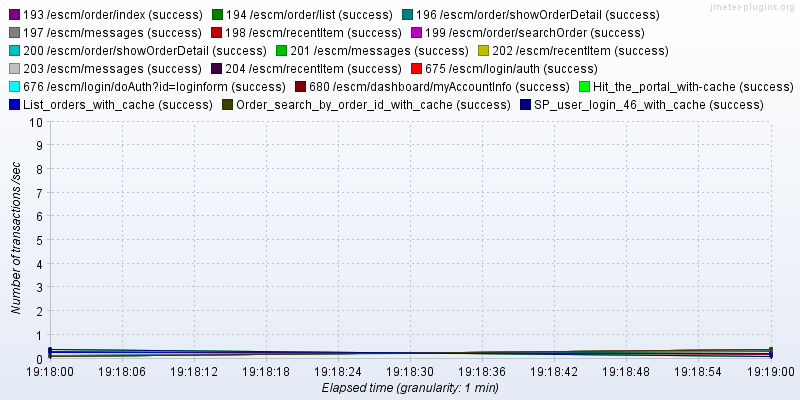 jmeter-plugins.org
193 /escm/order/index (success) 194 /escm/order/list (success) 196 /escm/order/showOrderDetail (success)
197 /escm/messages (success) 198 /escm/recentItem (success) 199 /escm/order/searchOrder (success)
200 /escm/order/showOrderDetail (success) 201 /escm/messages (success) 202 /escm/recentItem (success)
203 /escm/messages (success) 204 /escm/recentItem (success) 675 /escm/login/auth (success)
676 /escm/login/doAuth?id=loginform (success) 680 /escm/dashboard/myAccountInfo (success) Hit_the_portal_with-cache (success)
List_orders_with_cache (success) Order_search_by_order_id_with_cache (success) SP_user_login_46_with_cache (success)
Number of transactions /sec
10
9
8
7
6
5
4
3
2
1
0
19:18:00 19:18:06 19:18:12 19:18:18 19:18:24 19:18:30 19:18:36 19:18:42 19:18:48 19:18:54 19:19:00
Elapsed time (granularity: 1 min)